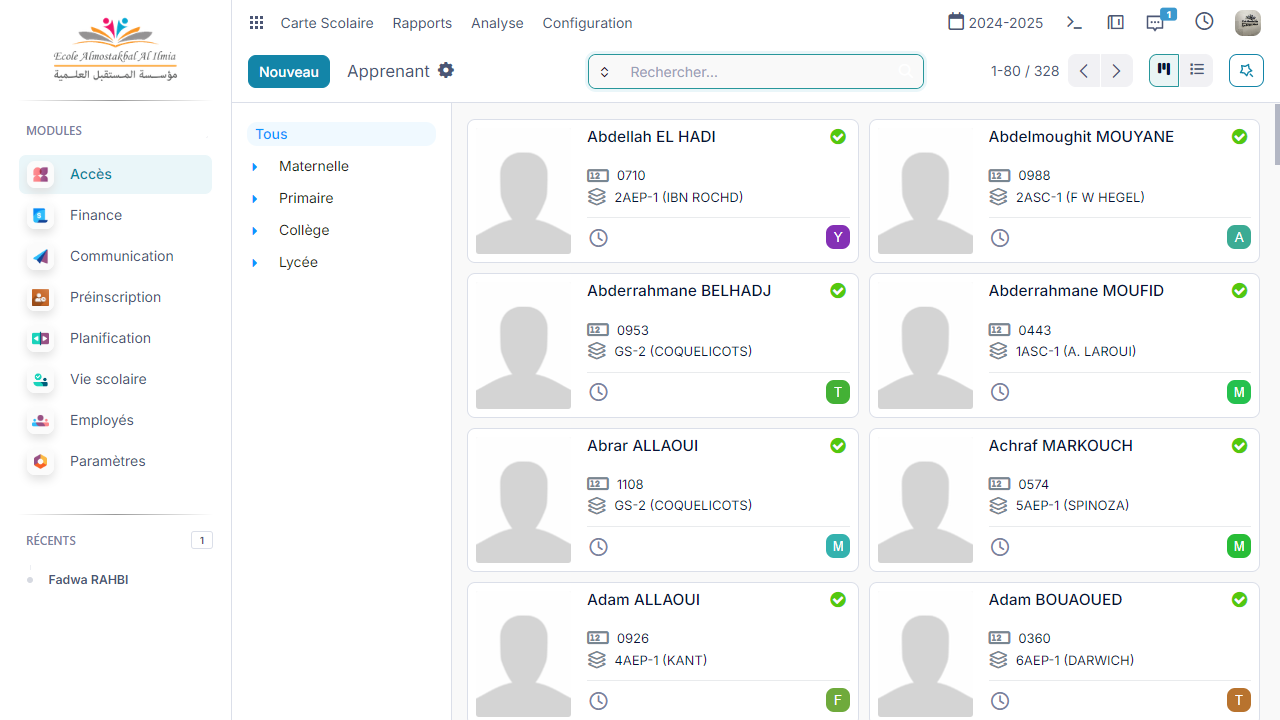 Ecole Almostakbal Al Ilmia
مؤسسة المستقبل العلمية
MODULES
Accès
Finance
Communication
Préinscription
Planification
Vie scolaire
Employés
Paramètres
RÉCENTS
1
Fadwa RAHBI
Carte Scolaire
Rapports
Analyse
Configuration
2024-2025
1
Nouveau
Apprenant
Rechercher...
1-80 / 328
Tous
Maternelle
Primaire
Collège
Lycée
Abdellah EL HADI
12 0710
2AEP-1 (IBN ROCHD)
Y
Abdelmoughit MOUYANE
12 0988
2ASC-1 (F W HEGEL)
A
Abderrahmane BELHADJ
12 0953
GS-2 (COQUELICOTS)
T
Abderrahmane MOUFID
12 0443
1ASC-1 (A. LAROUI)
M
Abrar ALLAOUI
12 1108
GS-2 (COQUELICOTS)
M
Achraf MARKOUCH
12 0574
5AEP-1 (SPINOZA)
M
Adam ALLAOUI
12 0926
4AEP-1 (KANT)
F
Adam BOUAOUED
12 0360
6AEP-1 (DARWICH)
T